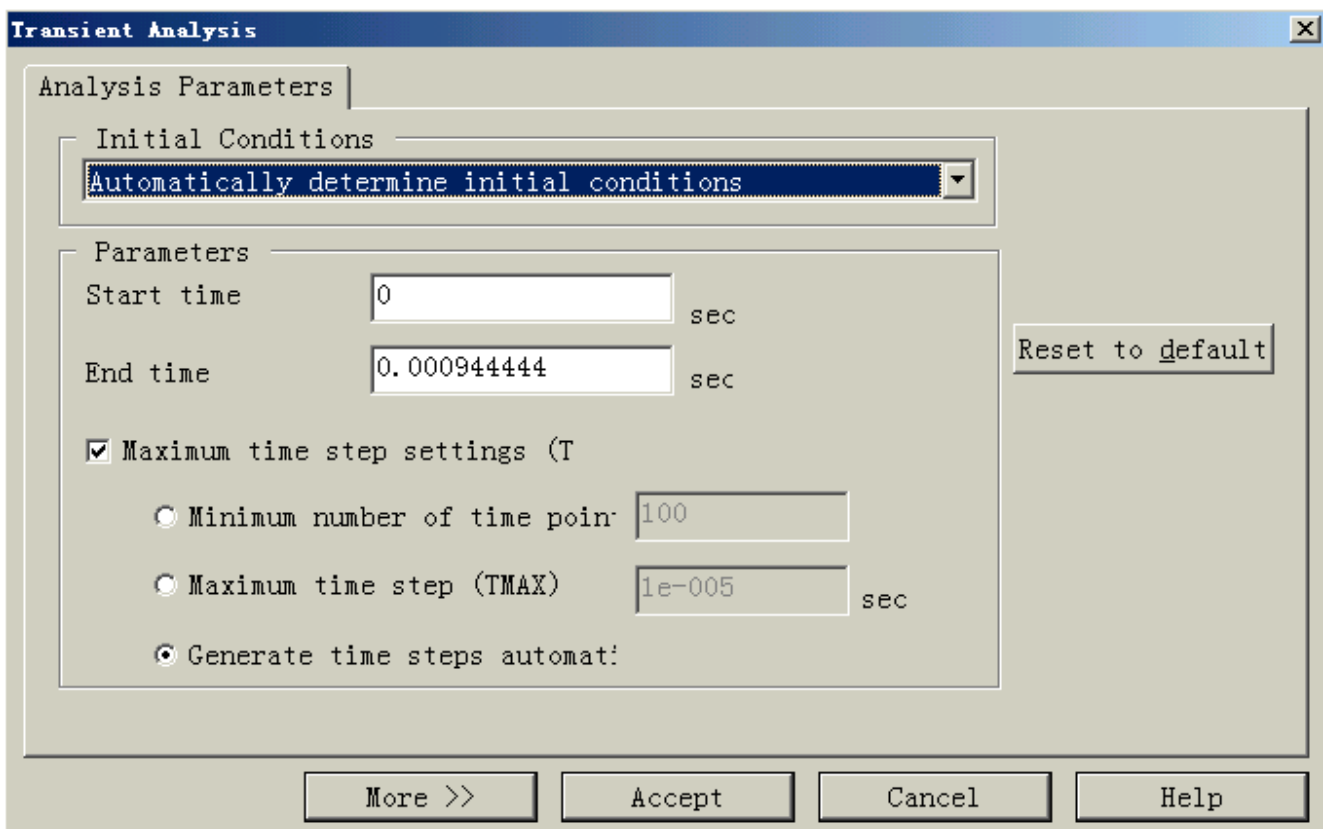 Transient Analysis
Analysis Parameters
Initial Conditions
Automatically determine initial conditions
Parameters
Start time 0 sec
End time 0.000944444 sec
Reset to default
Maximum time step settings (T
Minimum number of time poin 100
Maximum time step (TMAX) 1e-005 sec
Generate time steps automat
More >> Accept Cancel Help